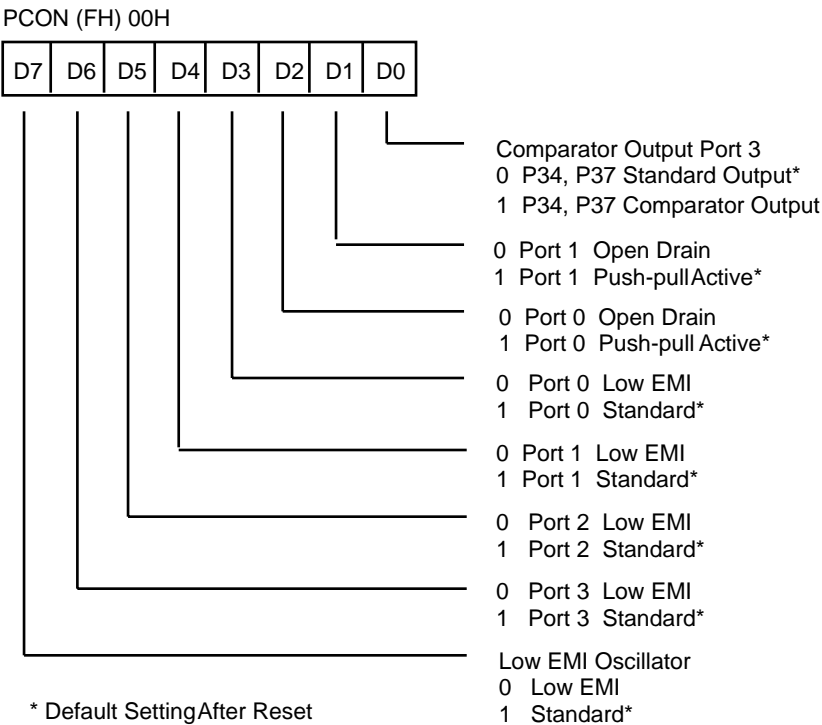 PCON (FH) 00H
D7 D6 D5 D4 D3 D2 D1 D0
Comparator Output Port 3
0 P34, P37 Standard Output*
1 P34, P37 Comparator Output
0 Port 1 Open Drain
1 Port 1 Push-pullActive*
0 Port 0 Open Drain
1 Port 0 Push-pull Active*
0 Port 0 Low EMI
1 Port 0 Standard*
0 Port 1 Low EMI
1 Port 1 Standard*
0 Port 2 Low EMI
1 Port 2 Standard*
0 Port 3 Low EMI
1 Port 3 Standard*
Low EMI Oscillator
0 Low EMI
1 Standard*
* Default SettingAfter Reset